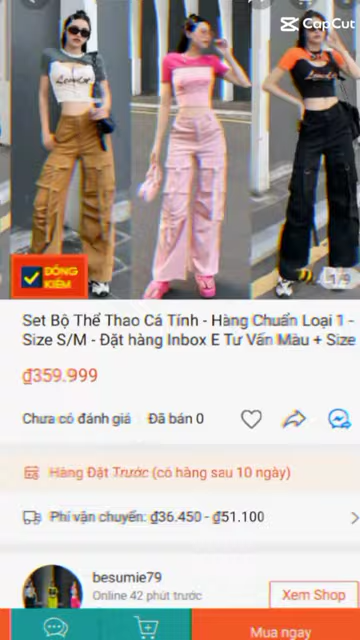 CapCut
ĐỒNG
KIỂM
1/9
Set Bộ Thể Thao Cá Tính - Hàng Chuẩn Loại 1 -
Size S/M - Đặt hàng Inbox E Tư Vấn Màu + Size
₫359.999
Chưa có đánh giá
Đã bán 0
Hàng Đặt Trước (có hàng sau 10 ngày)
Phí vận chuyển: ₫36.450 - ₫51.100
besumie79
Online 42 phút trước
Xem Shop
Mua ngay